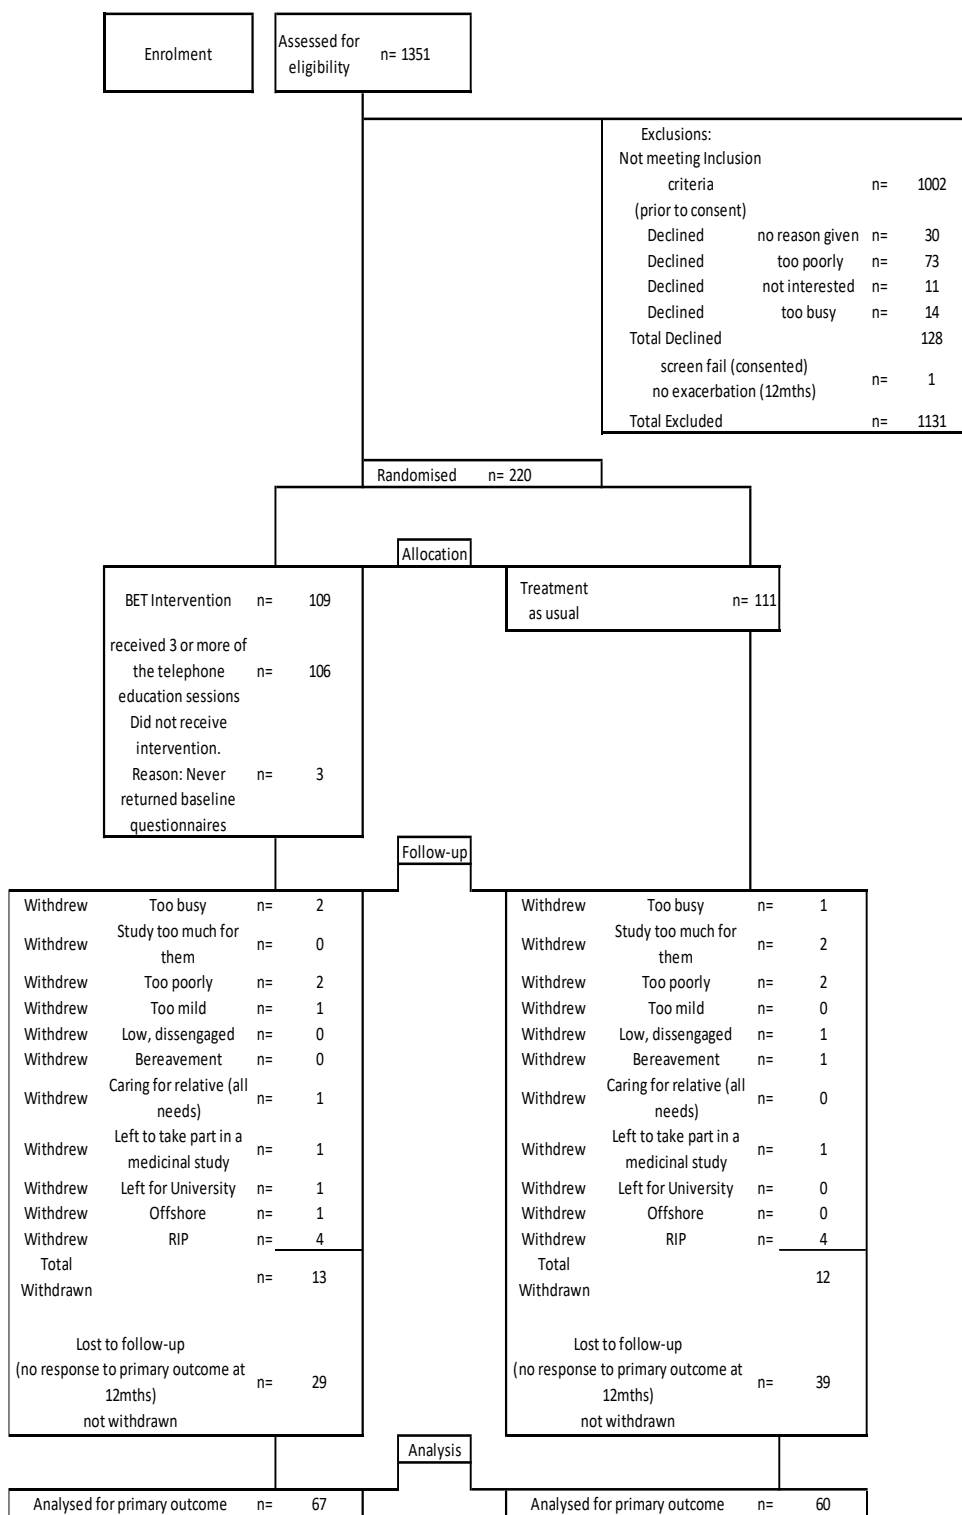 Enrolment
Assessed for
eligibility n= 1351
Exclusions:
Not meeting Inclusion
criteria n= 1002
(prior to consent)
Declined no reason given n= 30
Declined too poorly n= 73
Declined not interested n= 11
Declined too busy n= 14
Total Declined 128
screen fail (consented)
no exacerbation (12mths) n= 1
Total Excluded n= 1131
Randomised n= 220
Allocation
BET Intervention n= 109
received 3 or more of
the telephone n= 106
education sessions
Did not receive
intervention.
Reason: Never n= 3
returned baseline
questionnaires
Treatment
as usual n= 111
Follow-up
Withdrew Too busy n= 2
Withdrew Study too much for
them n= 0
Withdrew Too poorly n= 2
Withdrew Too mild n= 1
Withdrew Low, dissengaged n= 0
Withdrew Bereavement n= 0
Withdrew Caring for relative (all
needs) n= 1
Withdrew Left to take part in a
medicinal study n= 1
Withdrew Left for University n= 1
Withdrew Offshore n= 1
Withdrew RIP n= 4
Total
Withdrawn n= 13
Lost to follow-up
(no response to primary outcome at
12mths) n= 29
not withdrawn
Withdrew Too busy n= 1
Withdrew Study too much for
them n= 2
Withdrew Too poorly n= 2
Withdrew Too mild n= 0
Withdrew Low, dissengaged n= 1
Withdrew Bereavement n= 1
Withdrew Caring for relative (all
needs) n= 0
Withdrew Left to take part in a
medicinal study n= 1
Withdrew Left for University n= 0
Withdrew Offshore n= 0
Withdrew RIP n= 4
Total
Withdrawn 12
Lost to follow-up
(no response to primary outcome at
12mths) n= 39
not withdrawn
Analysis
Analysed for primary outcome n= 67
Analysed for primary outcome n= 60